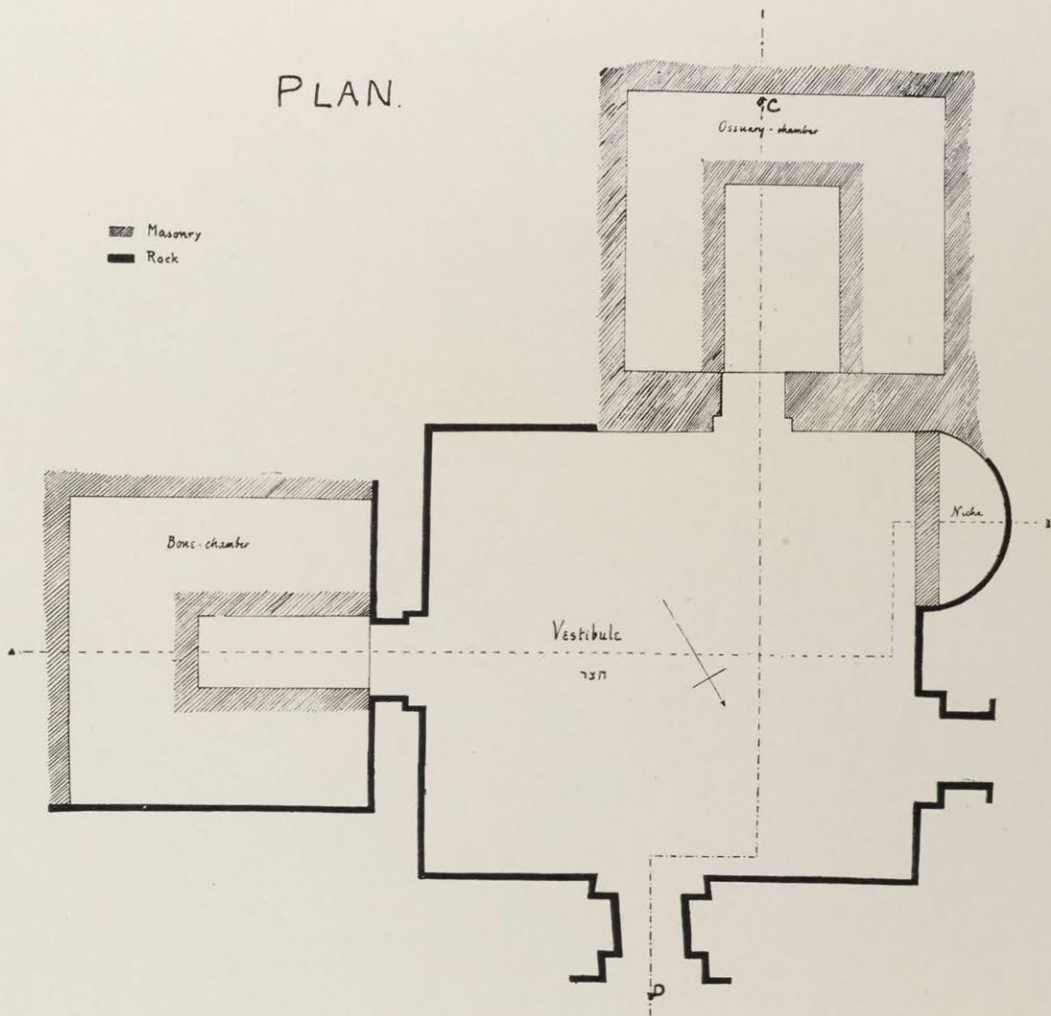 PLAN.
C
Ossuary-chamber
Masonry
Rock
Niche
B
Bone-chamber
A
Vestibule
חצר
D